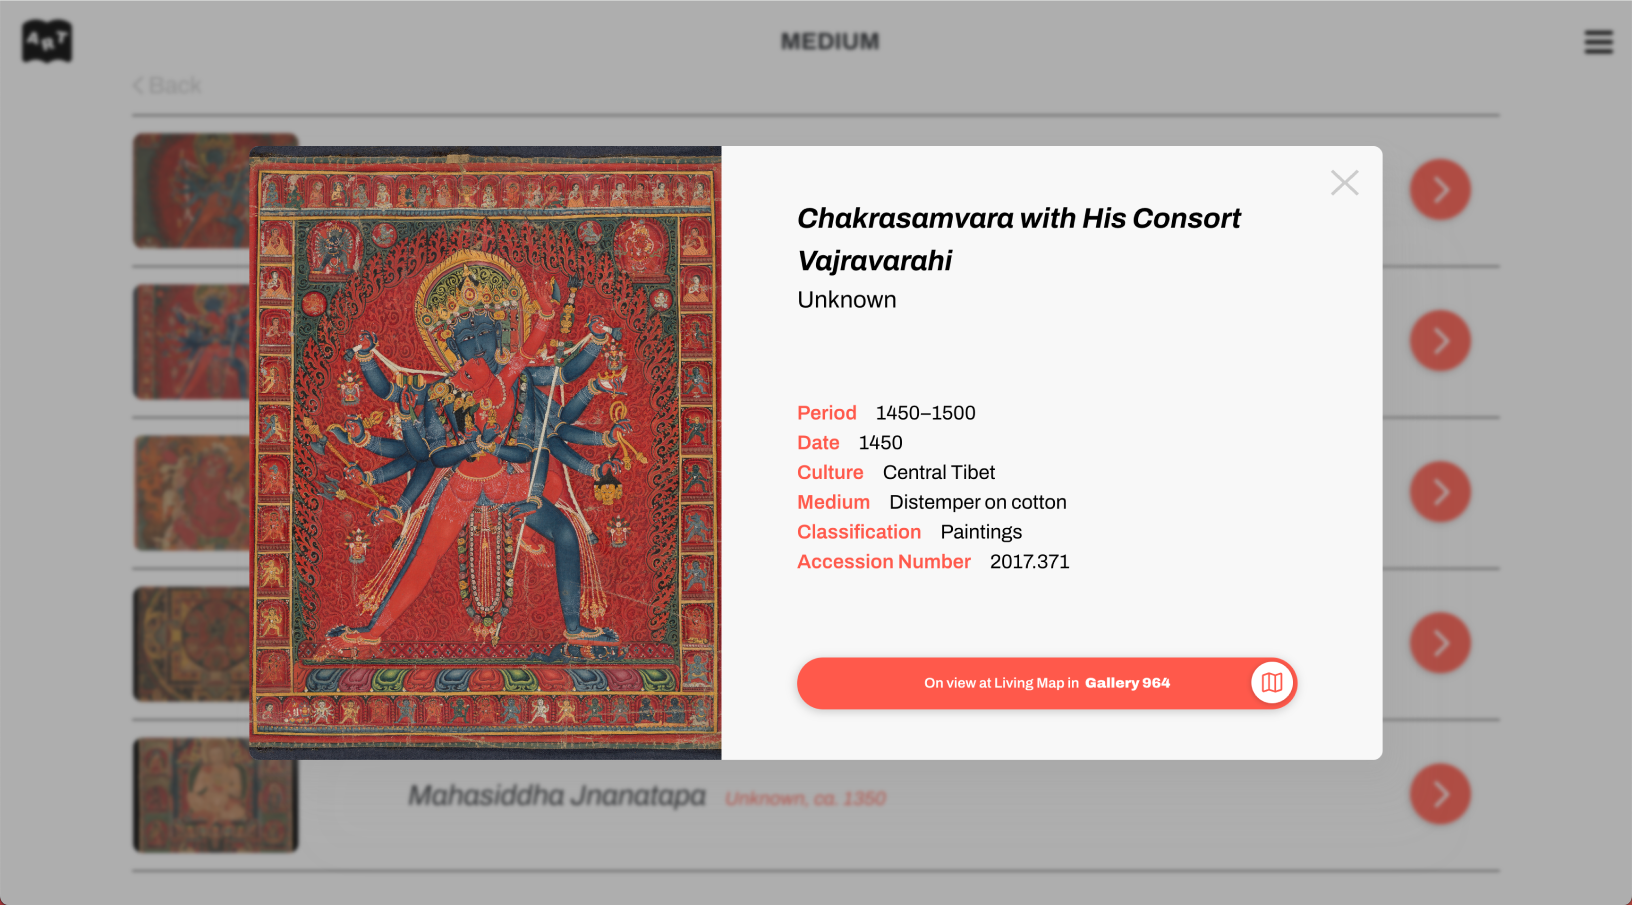 ART
MEDIUM
Back
Chakrasamvara with His Consort
Vajravarahi
Unknown
Period 1450–1500
Date 1450
Culture Central Tibet
Medium Distemper on cotton
Classification Paintings
Accession Number 2017.371
On view at Living Map in Gallery 964
Mahasiddha Jnanatapa Unknown, ca. 1350